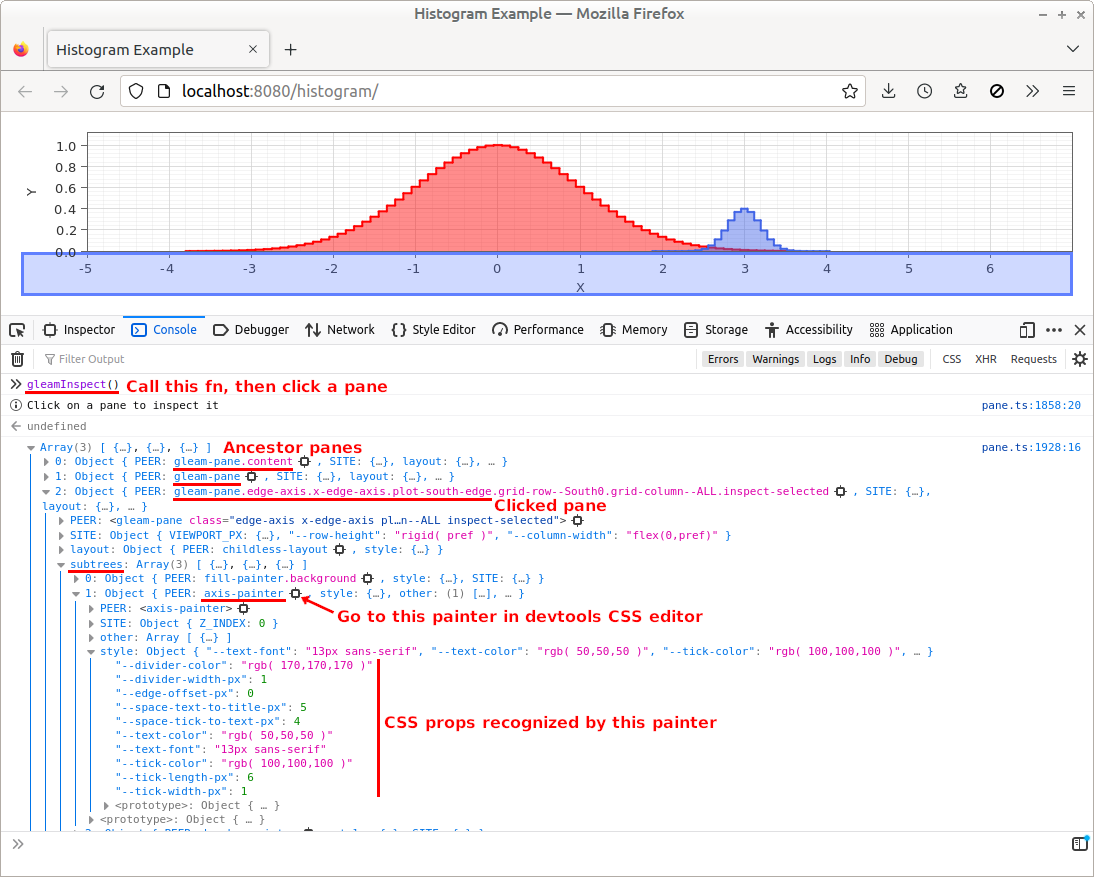 Histogram Example — Mozilla Firefox
Histogram Example
localhost:8080/histogram/
1.0
0.8
0.6
0.4
0.2
0.0
Y
-5 -4 -3 -2 -1 0 1 2 3 4 5 6
X
Inspector Console Debugger Network Style Editor Performance Memory Storage Accessibility Application
Filter Output Errors Warnings Logs Info Debug CSS XHR Requests
gleamInspect() Call this fn, then click a pane
Click on a pane to inspect it pane.ts:1858:20
undefined
Array(3) [ {…}, {…}, {…} ] Ancestor panes pane.ts:1928:16
0: Object { PEER: gleam-pane.content , SITE: {…}, layout: {…}, … }
1: Object { PEER: gleam-pane , SITE: {…}, layout: {…}, … }
2: Object { PEER: gleam-pane.edge-axis.x-edge-axis.plot-south-edge.grid-row--South0.grid-column--ALL.inspect-selected , SITE: {…},
layout: {…}, … } Clicked pane
PEER: <gleam-pane class="edge-axis x-edge-axis pl…n--ALL inspect-selected">
SITE: Object { VIEWPORT_PX: {…}, "--row-height": "rigid( pref )", "--column-width": "flex(0,pref)" }
layout: Object { PEER: childless-layout , style: {…} }
subtrees: Array(3) [ {…}, {…}, {…} ]
0: Object { PEER: fill-painter.background , style: {…}, SITE: {…} }
1: Object { PEER: axis-painter , style: {…}, other: (1) […], … }
PEER: <axis-painter>
Go to this painter in devtools CSS editor
SITE: Object { Z_INDEX: 0 }
other: Array [ {…} ]
style: Object { "--text-font": "13px sans-serif", "--text-color": "rgb( 50,50,50 )", "--tick-color": "rgb( 100,100,100 )", … }
"--divider-color": "rgb( 170,170,170 )"
"--divider-width-px": 1
"--edge-offset-px": 0
"--space-text-to-title-px": 5
"--space-tick-to-text-px": 4
CSS props recognized by this painter
"--text-color": "rgb( 50,50,50 )"
"--text-font": "13px sans-serif"
"--tick-color": "rgb( 100,100,100 )"
"--tick-length-px": 6
"--tick-width-px": 1
<prototype>: Object { … }
<prototype>: Object { … }